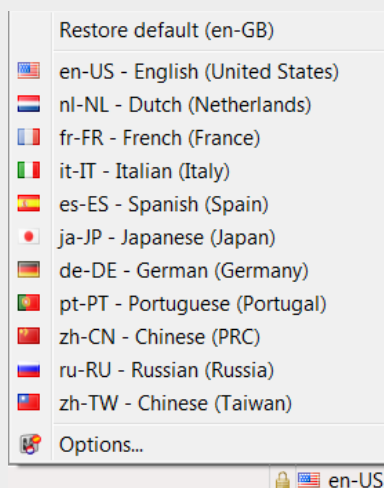 Restore default (en-GB)
en-US - English (United States)
nl-NL - Dutch (Netherlands)
fr-FR - French (France)
it-IT - Italian (Italy)
es-ES - Spanish (Spain)
ja-JP - Japanese (Japan)
de-DE - German (Germany)
pt-PT - Portuguese (Portugal)
zh-CN - Chinese (PRC)
ru-RU - Russian (Russia)
zh-TW - Chinese (Taiwan)
Options...
en-US